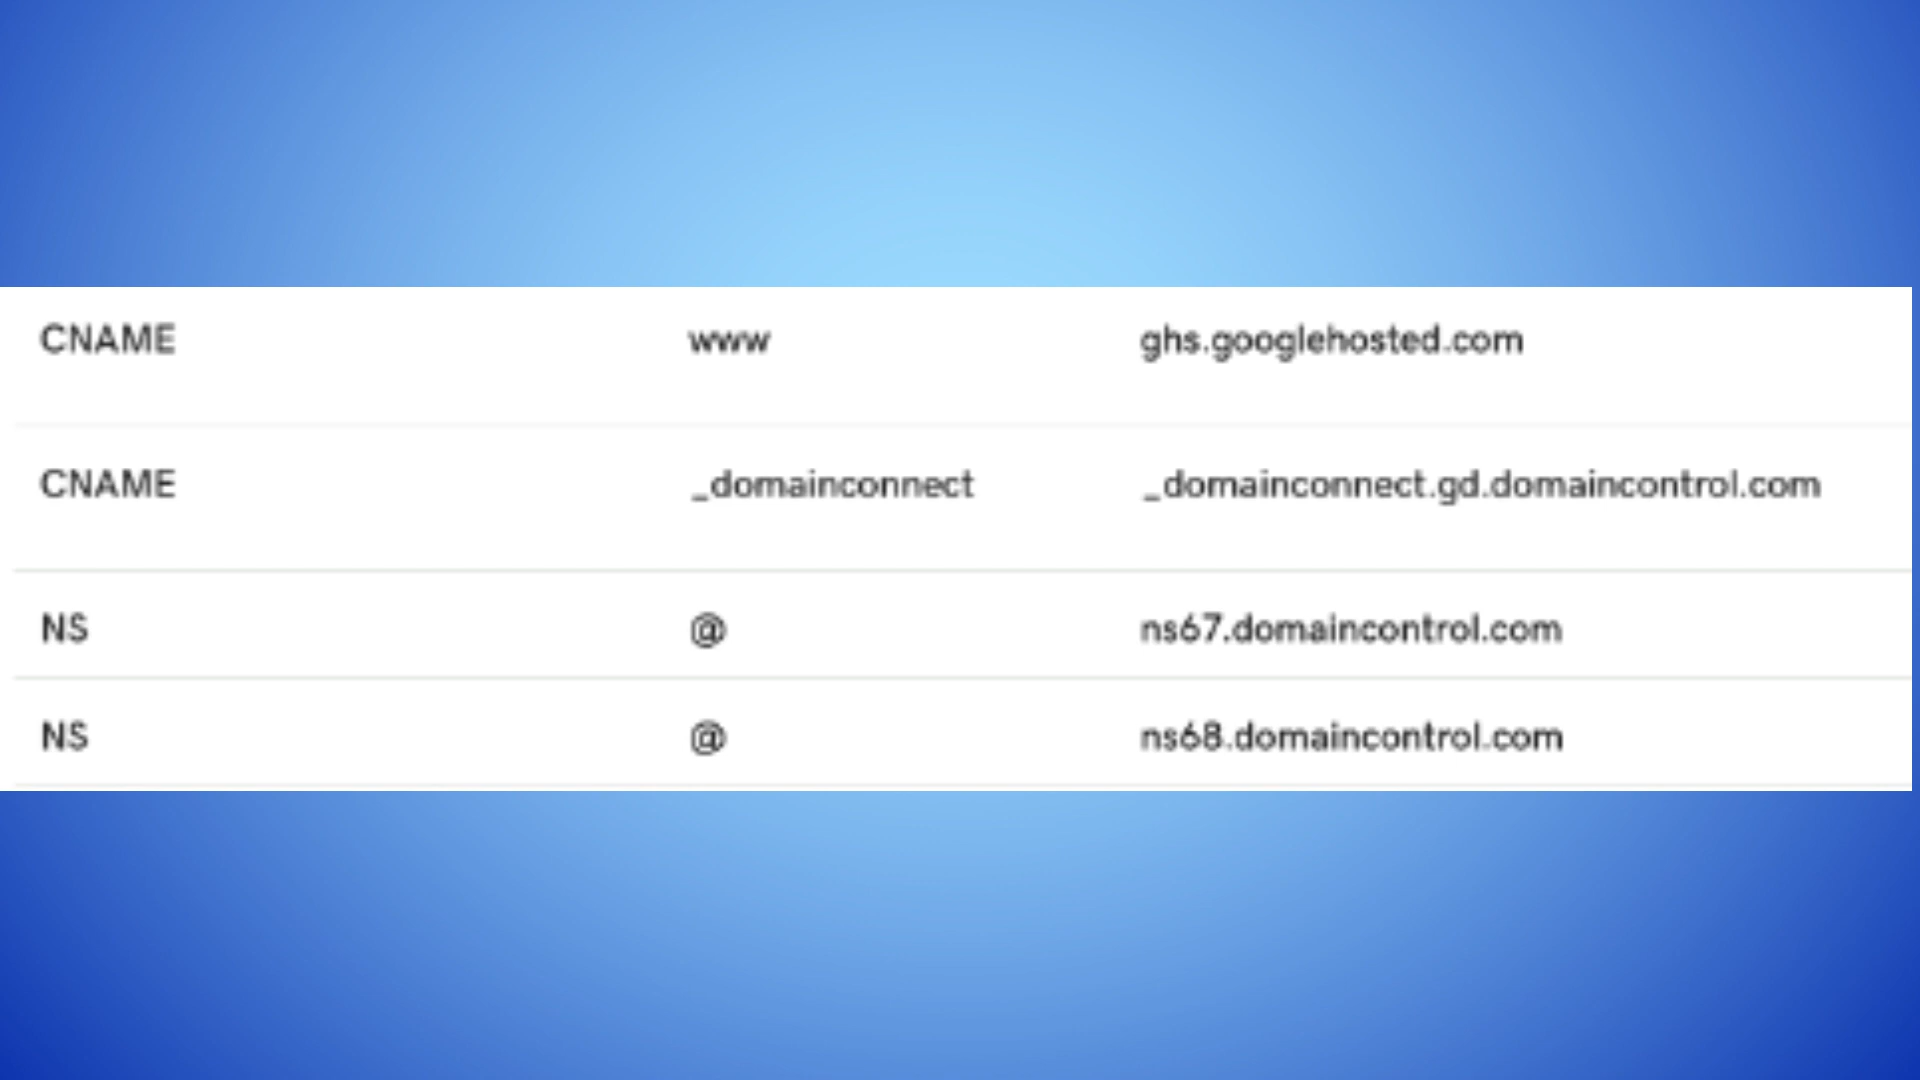 CNAME www ghs.googlehosted.com
CNAME _domainconnect _domainconnect.gd.domaincontrol.com
NS @ ns67.domaincontrol.com
NS @ ns68.domaincontrol.com